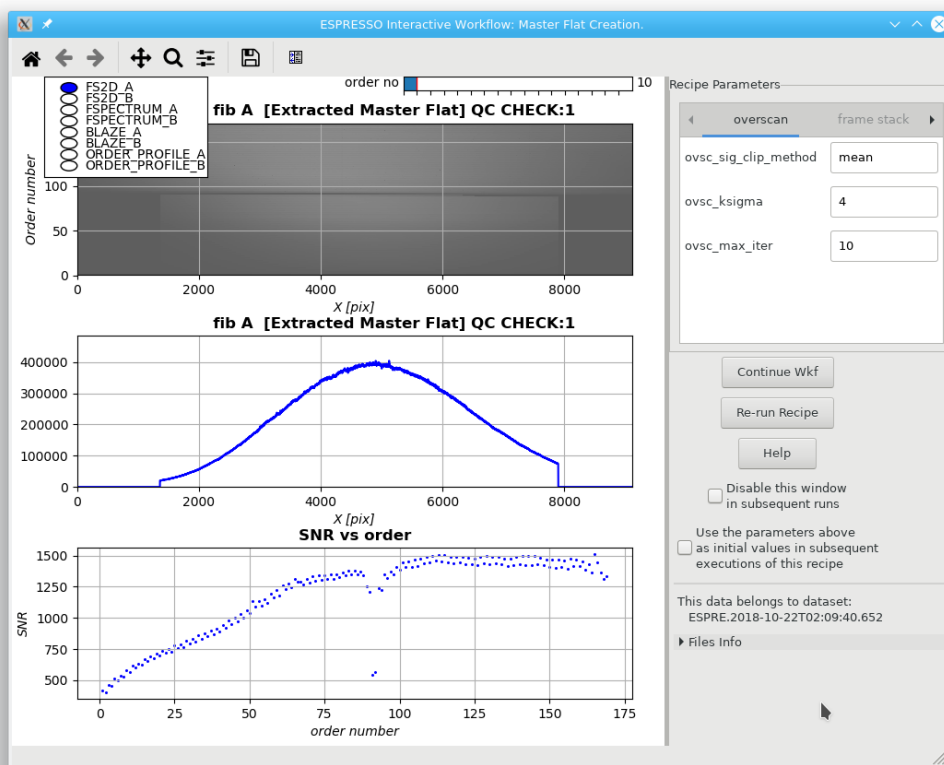 ESPRESSO Interactive Workflow: Master Flat Creation.
order no 10
FS2D_A
FS2D_B
FSPECTRUM_A
FSPECTRUM_B
BLAZE_A
BLAZE_B
ORDER_PROFILE_A
ORDER_PROFILE_B
fib A [Extracted Master Flat] QC CHECK:1
Order number
100
50
0
0 2000 4000 6000 8000
X [pix]
fib A [Extracted Master Flat] QC CHECK:1
400000
300000
200000
100000
0
0 2000 4000 6000 8000
X [pix]
SNR vs order
SNR
1500
1250
1000
750
500
0 25 50 75 100 125 150 175
order number
Recipe Parameters
overscan frame stack
ovsc_sig_clip_method mean
ovsc_ksigma 4
ovsc_max_iter 10
Continue Wkf
Re-run Recipe
Help
Disable this window
in subsequent runs
Use the parameters above
as initial values in subsequent
executions of this recipe
This data belongs to dataset:
ESPRE.2018-10-22T02:09:40.652
Files Info